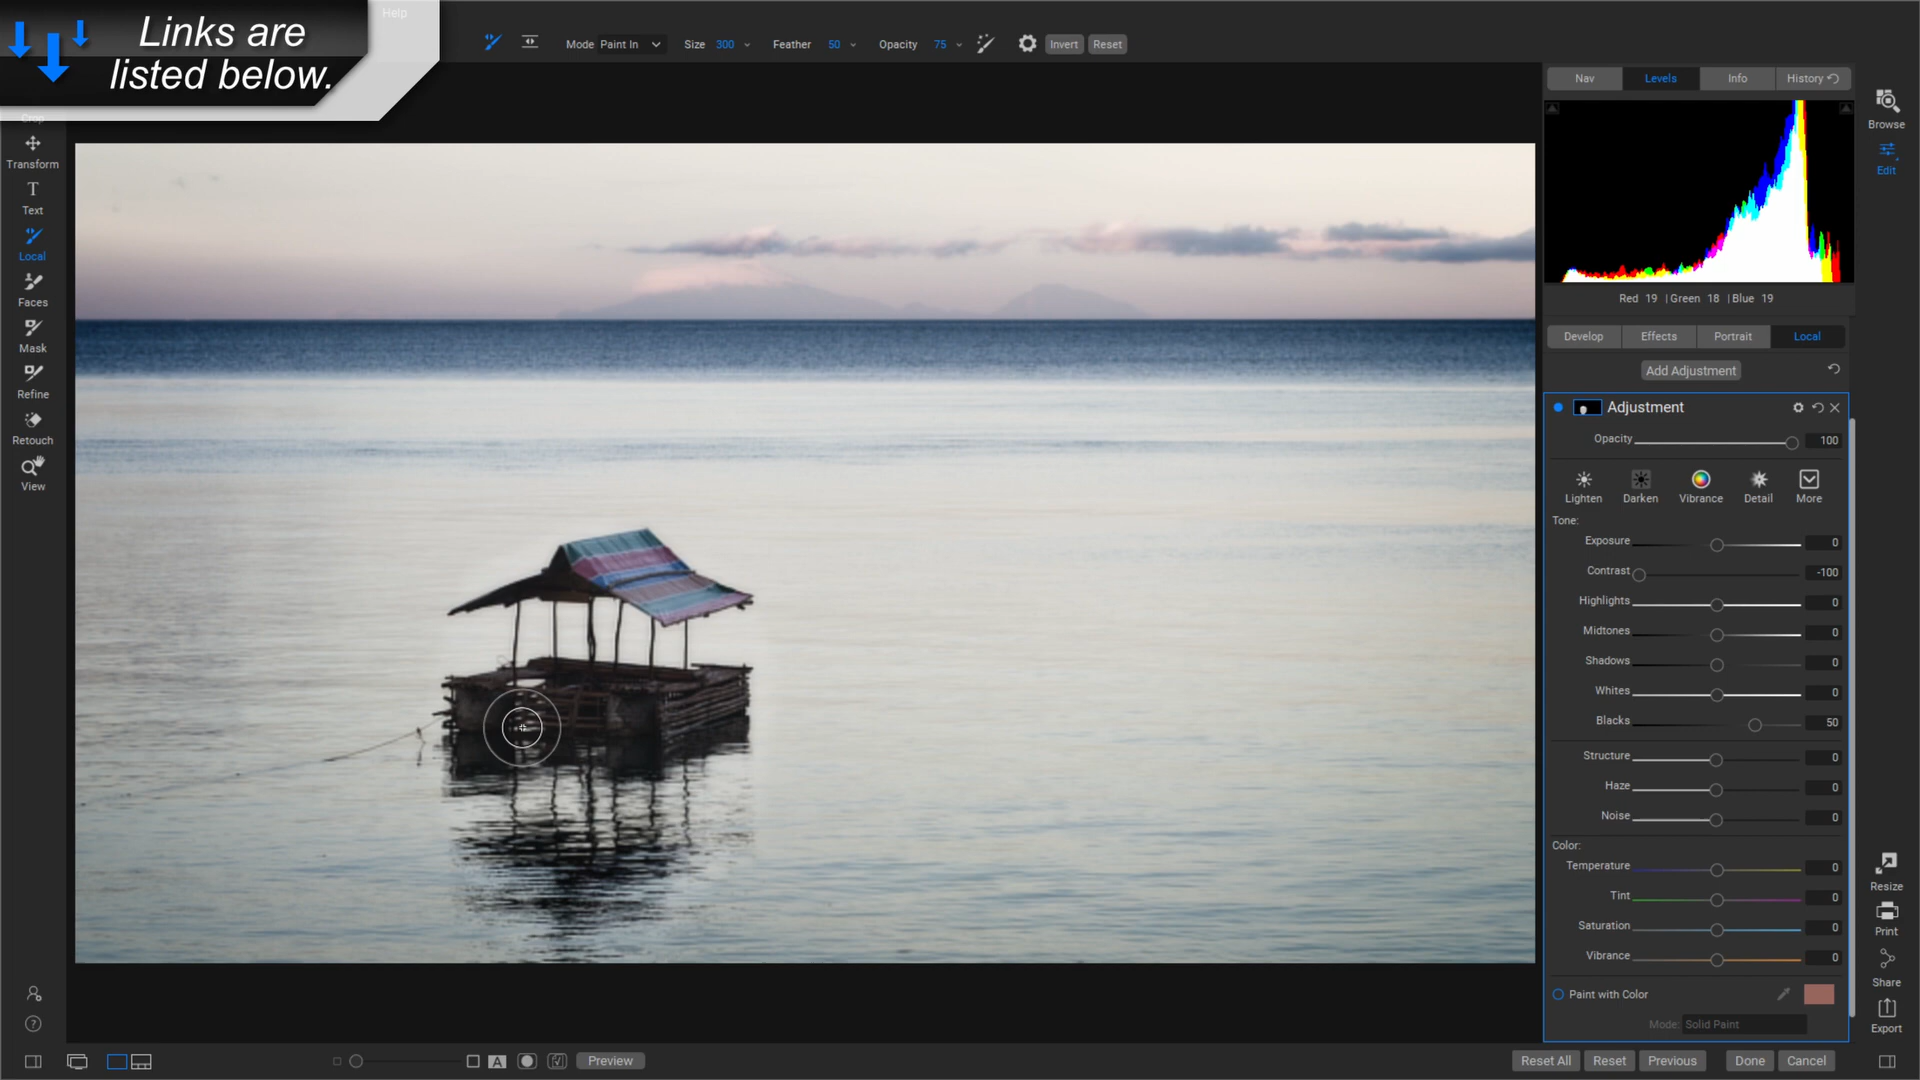 Links are
listed below.
Help
Mode Paint In Size 300 Feather 50 Opacity 75 Invert Reset
Crop
Transform
Text
Local
Faces
Mask
Refine
Retouch
View
Nav Levels Info History
Red 19 | Green 18 | Blue 19
Develop Effects Portrait Local
Add Adjustment
Adjustment
Opacity 100
Lighten Darken Vibrance Detail More
Tone:
Exposure 0
Contrast -100
Highlights 0
Midtones 0
Shadows 0
Whites 0
Blacks 50
Structure 0
Haze 0
Noise 0
Color:
Temperature 0
Tint 0
Saturation 0
Vibrance 0
Paint with Color
Mode: Solid Paint
Browse
Edit
Resize
Print
Share
Export
A Preview
Reset All Reset Previous Done Cancel